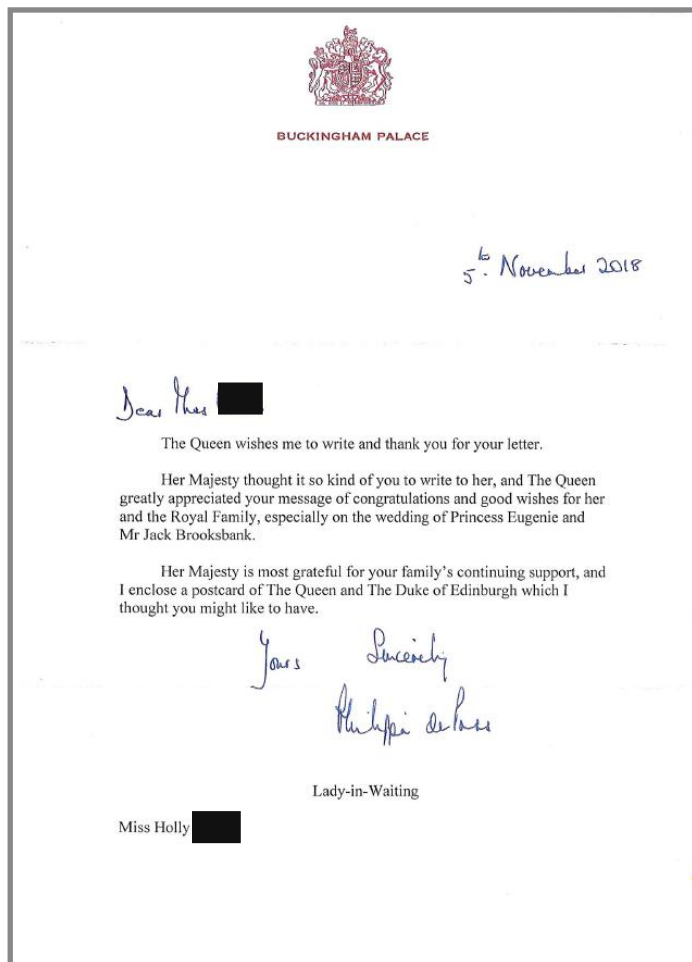 BUCKINGHAM PALACE
5th November 2018
Dear Miss
The Queen wishes me to write and thank you for your letter.
Her Majesty thought it so kind of you to write to her, and The Queen
greatly appreciated your message of congratulations and good wishes for her
and the Royal Family, especially on the wedding of Princess Eugenie and
Mr Jack Brooksbank.
Her Majesty is most grateful for your family's continuing support, and
I enclose a postcard of The Queen and The Duke of Edinburgh which I
thought you might like to have.
Yours Sincerely
Philippa de Pass
Lady-in-Waiting
Miss Holly